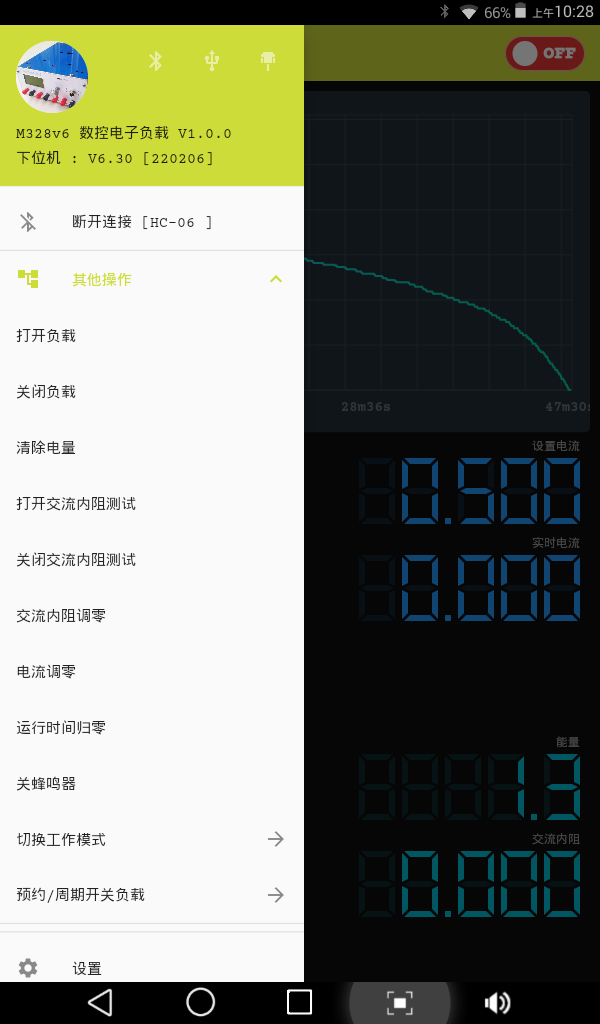 66%
上午10:28
OFF
M328v6 数控电子负载 V1.0.0
下位机 : V6.30 [220206]
断开连接 [HC-06 ]
其他操作
打开负载
关闭负载
清除电量
打开交流内阻测试
关闭交流内阻测试
交流内阻调零
电流调零
运行时间归零
关蜂鸣器
切换工作模式
预约/周期开关负载
设置
28m36s
47m30s
设置电流
0.500
实时电流
0.000
能量
1.3
交流内阻
0.000